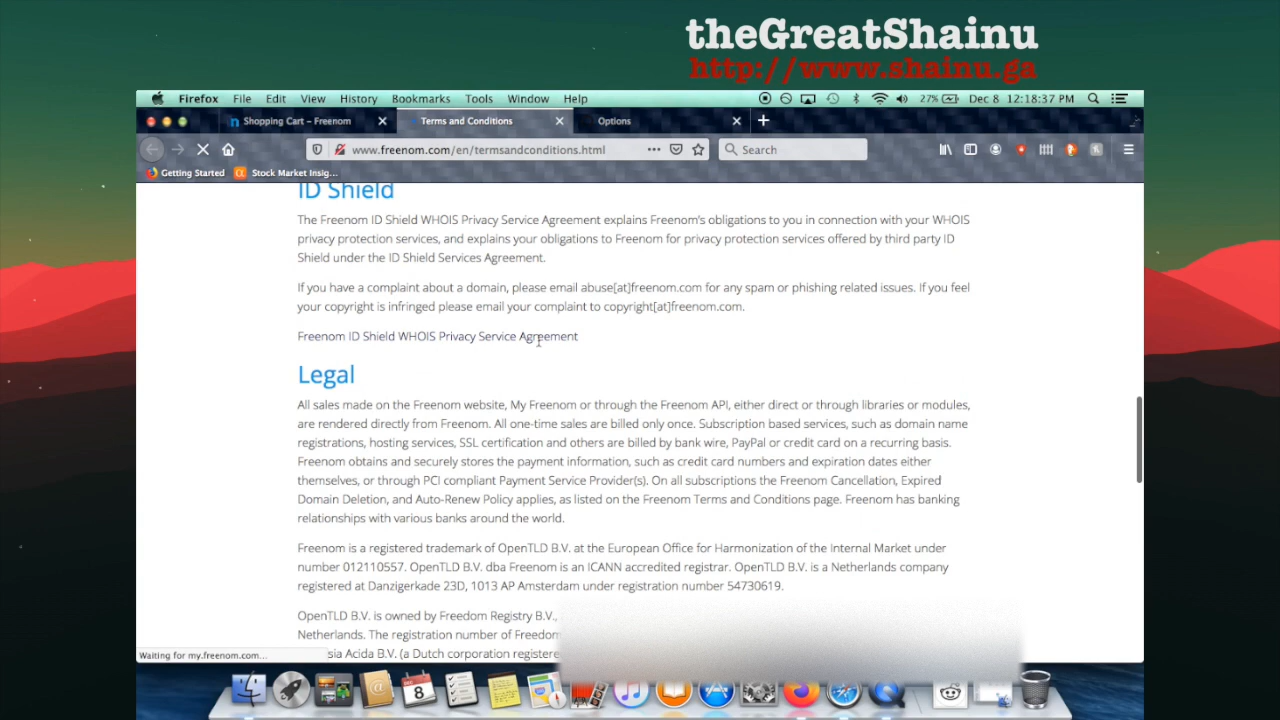 theGreatShainu
http://www.shainu.ga
Firefox File Edit View History Bookmarks Tools Window Help 27% Dec 8 12:18:37 PM
Shopping Cart – Freenom Terms and Conditions Options
www.freenom.com/en/termsandconditions.html Search
Getting Started Stock Market Insig...
ID Shield
The Freenom ID Shield WHOIS Privacy Service Agreement explains Freenom's obligations to you in connection with your WHOIS
privacy protection services, and explains your obligations to Freenom for privacy protection services offered by third party ID
Shield under the ID Shield Services Agreement.
If you have a complaint about a domain, please email abuse[at]freenom.com for any spam or phishing related issues. If you feel
your copyright is infringed please email your complaint to copyright[at]freenom.com.
Freenom ID Shield WHOIS Privacy Service Agreement
Legal
All sales made on the Freenom website, My Freenom or through the Freenom API, either direct or through libraries or modules,
are rendered directly from Freenom. All one-time sales are billed only once. Subscription based services, such as domain name
registrations, hosting services, SSL certification and others are billed by bank wire, PayPal or credit card on a recurring basis.
Freenom obtains and securely stores the payment information, such as credit card numbers and expiration dates either
themselves, or through PCI compliant Payment Service Provider(s). On all subscriptions the Freenom Cancellation, Expired
Domain Deletion, and Auto-Renew Policy applies, as listed on the Freenom Terms and Conditions page. Freenom has banking
relationships with various banks around the world.
Freenom is a registered trademark of OpenTLD B.V. at the European Office for Harmonization of the Internal Market under
number 012110557. OpenTLD B.V. dba Freenom is an ICANN accredited registrar. OpenTLD B.V. is a Netherlands company
registered at Danzigerkade 23D, 1013 AP Amsterdam under registration number 54730619.
OpenTLD B.V. is owned by Freedom Registry B.V.,
Netherlands. The registration number of Freedom
sia Acida B.V. (a Dutch corporation registere
Waiting for my.freenom.com...
8